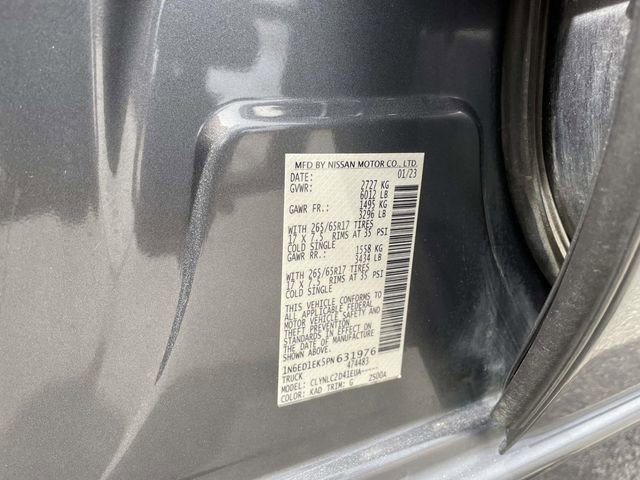 MFD BY NISSAN MOTOR CO., LTD.
DATE: 01/23
GVWR: 2727 KG
6012 LB
GAWR FR.: 1495 KG
3296 LB
WITH 265/65R17 TIRES
17 X 7.5 RIMS AT 35 PSI
COLD SINGLE
GAWR RR.: 1558 KG
3434 LB
WITH 265/65R17 TIRES
17 X 7.5 RIMS AT 35 PSI
COLD SINGLE
THIS VEHICLE CONFORMS TO
ALL APPLICABLE FEDERAL
MOTOR VEHICLE SAFETY AND
THEFT PREVENTION
STANDARDS IN EFFECT ON
THE DATE OF MANUFACTURE
SHOWN ABOVE.
1N6ED1EK5PN631976
TRUCK 474483
MODEL: CLYNLC2D41EUA-----
COLOR: KAD TRIM: G 2500A